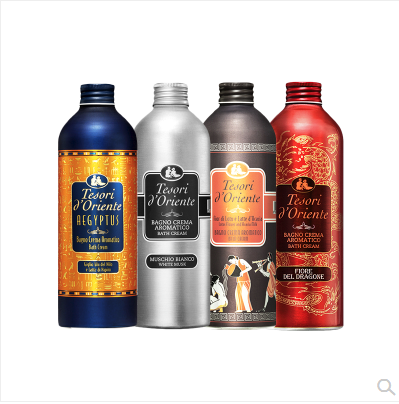 Tesori
d'Oriente
AEGYPTUS
Bagno Crema Aromatico
Bath Cream
Tesori
d'Oriente
BAGNO CREMA
AROMATICO
BATH CREAM
MUSCHIO BIANCO
WHITE MUSK
Tesori
d'Oriente
Tesori
d'Oriente
BAGNO CREMA
AROMATICO
BATH CREAM
FIORE
DEL DRAGONE